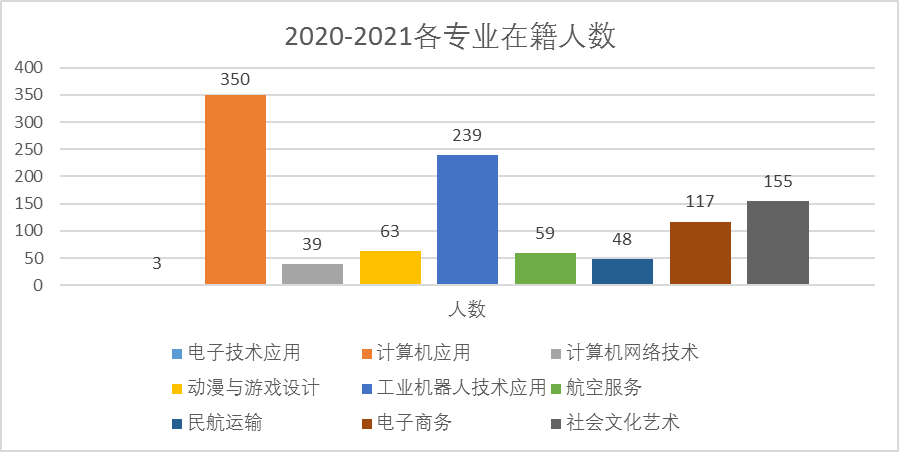 2020-2021各专业在籍人数
400
350
300
250
200
150
100
50
0
3
350
39
63
239
59
48
117
155
人数
电子技术应用
计算机应用
计算机网络技术
动漫与游戏设计
工业机器人技术应用
航空服务
民航运输
电子商务
社会文化艺术